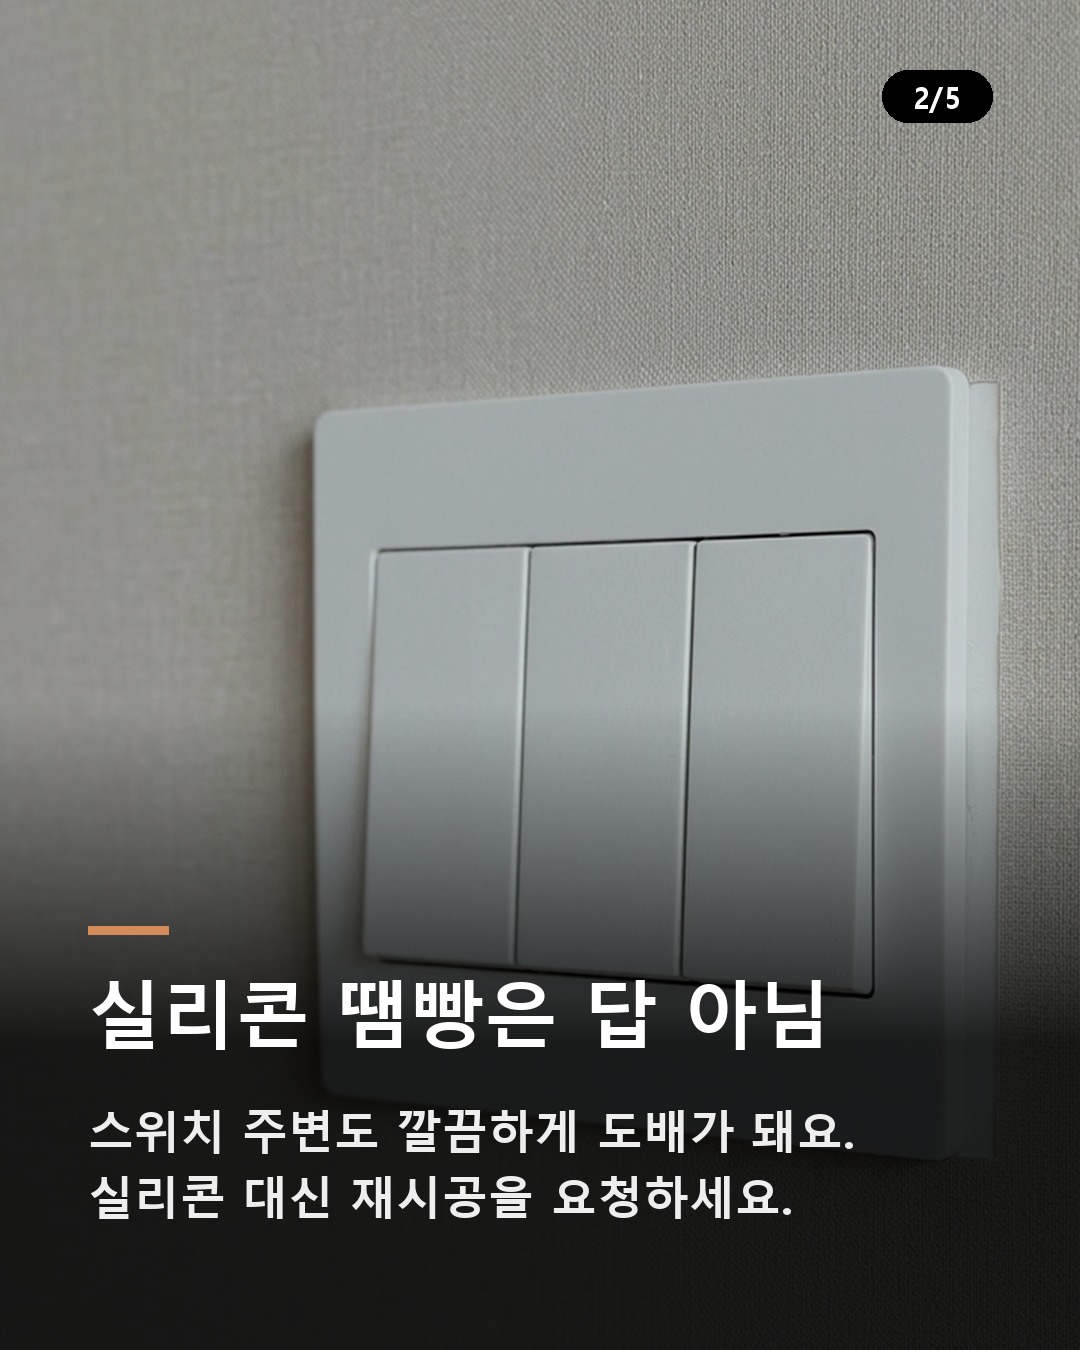 2/5
실리콘 땜빵은 답 아님
스위치 주변도 깔끔하게 도배가 돼요.
실리콘 대신 재시공을 요청하세요.